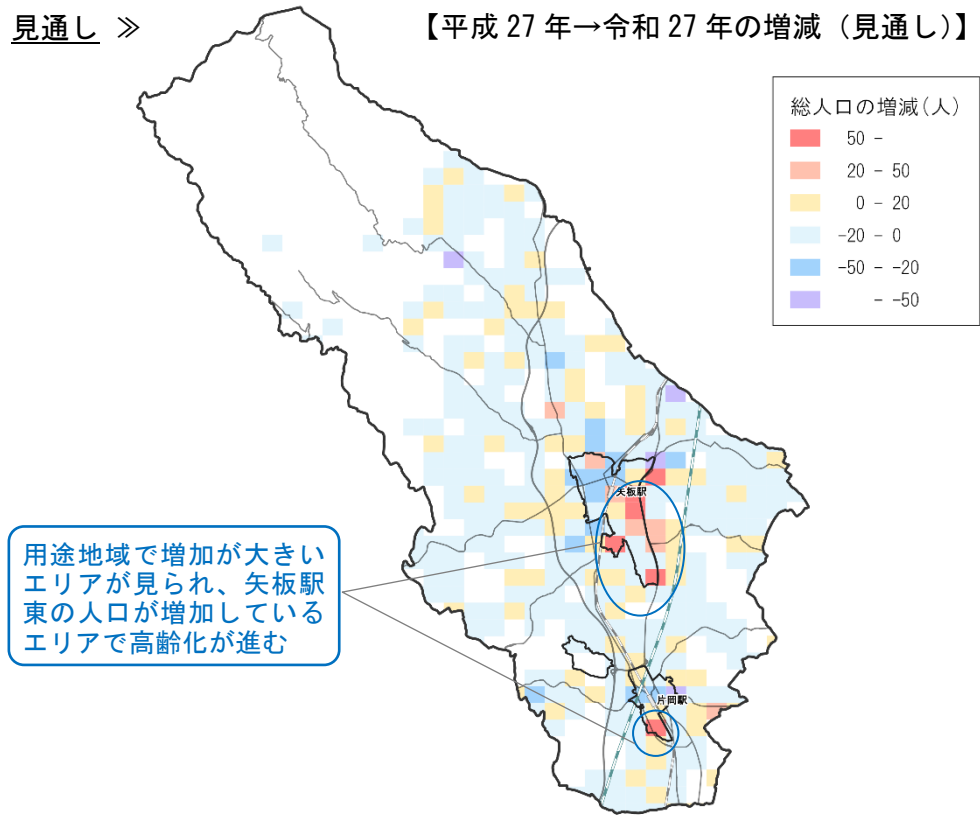 見通し ≫
【平成 27 年→令和 27 年の増減（見通し）】
総人口の増減(人)
50 -
20 - 50
0 - 20
-20 - 0
-50 - -20
- -50
矢板駅
用途地域で増加が大きい
エリアが見られ、矢板駅
東の人口が増加している
エリアで高齢化が進む
片岡駅